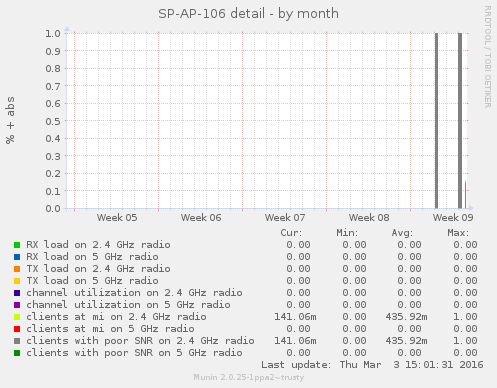 SP-AP-106 detail - by month
RRDTOOL / TOBI OETIKER
% + abs
1.0
0.9
0.8
0.7
0.6
0.5
0.4
0.3
0.2
0.1
0.0
Week 05 Week 06 Week 07 Week 08 Week 09
Cur: Min: Avg: Max:
RX load on 2.4 GHz radio 0.00 0.00 0.00 0.00
RX load on 5 GHz radio 0.00 0.00 0.00 0.00
TX load on 2.4 GHz radio 0.00 0.00 0.00 0.00
TX load on 5 GHz radio 0.00 0.00 0.00 0.00
channel utilization on 2.4 GHz radio 0.00 0.00 0.00 0.00
channel utilization on 5 GHz radio 0.00 0.00 0.00 0.00
clients at mi on 2.4 GHz radio 141.06m 0.00 435.92m 1.00
clients at mi on 5 GHz radio 0.00 0.00 0.00 0.00
clients with poor SNR on 2.4 GHz radio 141.06m 0.00 435.92m 1.00
clients with poor SNR on 5 GHz radio 0.00 0.00 0.00 0.00
Last update: Thu Mar 3 15:01:31 2016
Munin 2.0.25-1ppa2~trusty